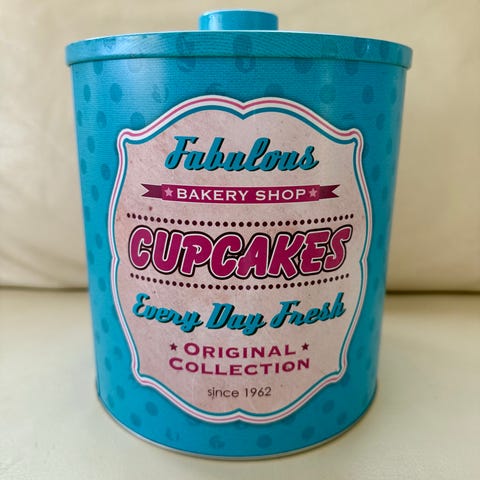 Fabulous
BAKERY SHOP
CUPCAKES
Every Day Fresh
ORIGINAL
COLLECTION
since 1962